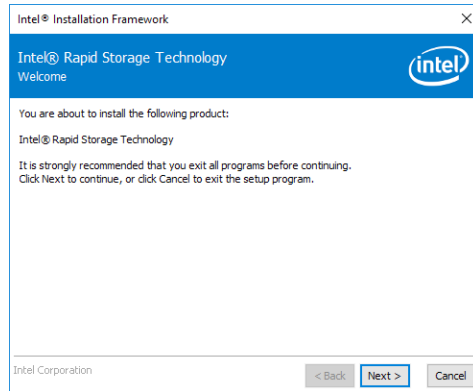 Intel® Installation Framework
Intel® Rapid Storage Technology
Welcome
intel
You are about to install the following product:
Intel® Rapid Storage Technology
It is strongly recommended that you exit all programs before continuing.
Click Next to continue, or click Cancel to exit the setup program.
Intel Corporation
< Back Next > Cancel